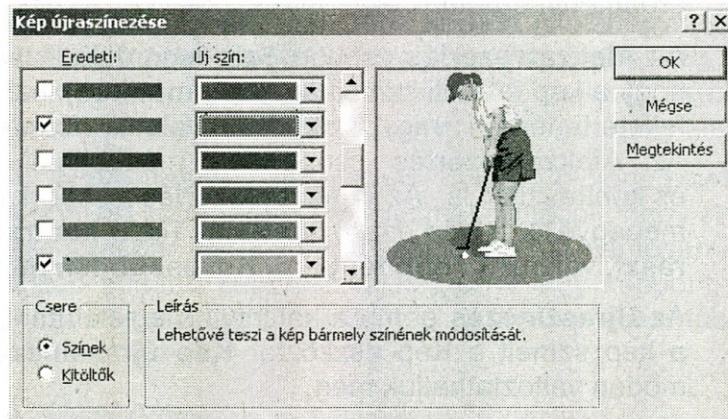 Kép újraszínezése
Eredeti: Új szín:
OK
Mégse
Megtekintés
Csere
Színek
Kitöltők
Leírás
Lehetővé teszi a kép bármely színének módosítását.